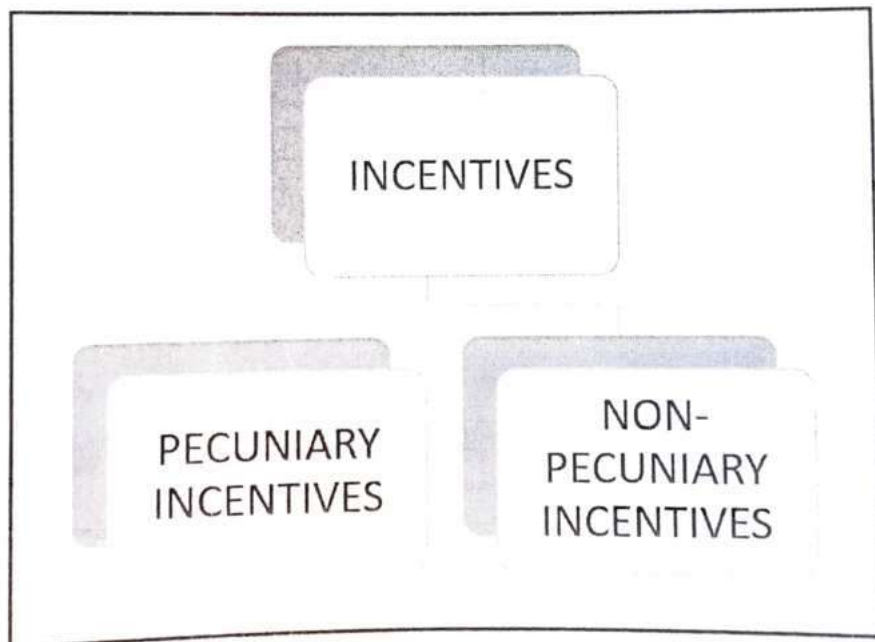 INCENTIVES
PECUNIARY
INCENTIVES
NON-
PECUNIARY
INCENTIVES